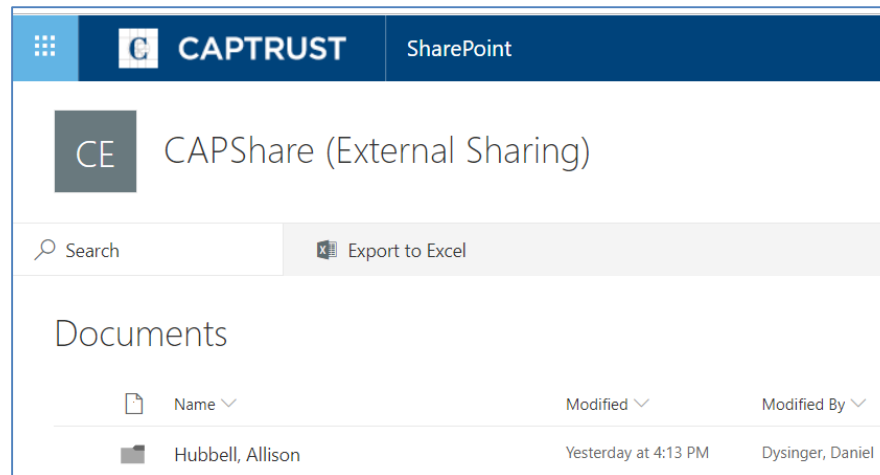 C CAPTRUST SharePoint
CE CAPShare (External Sharing)
Search Export to Excel
Documents
Name Modified Modified By
Hubbell, Allison Yesterday at 4:13 PM Dysinger, Daniel